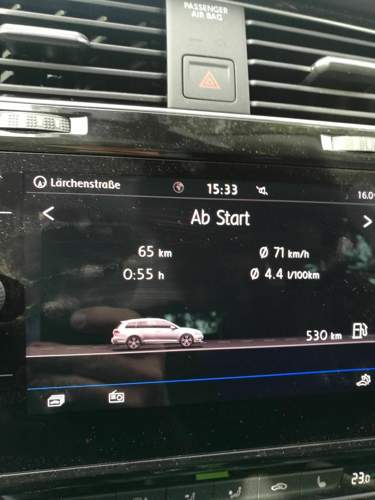 PASSENGER
AIR BAG
Lärchenstraße 15:33 16.0
Ab Start
65 km Ø 71 km/h
0:55 h Ø 4.4 l/100km
530 km
23.0